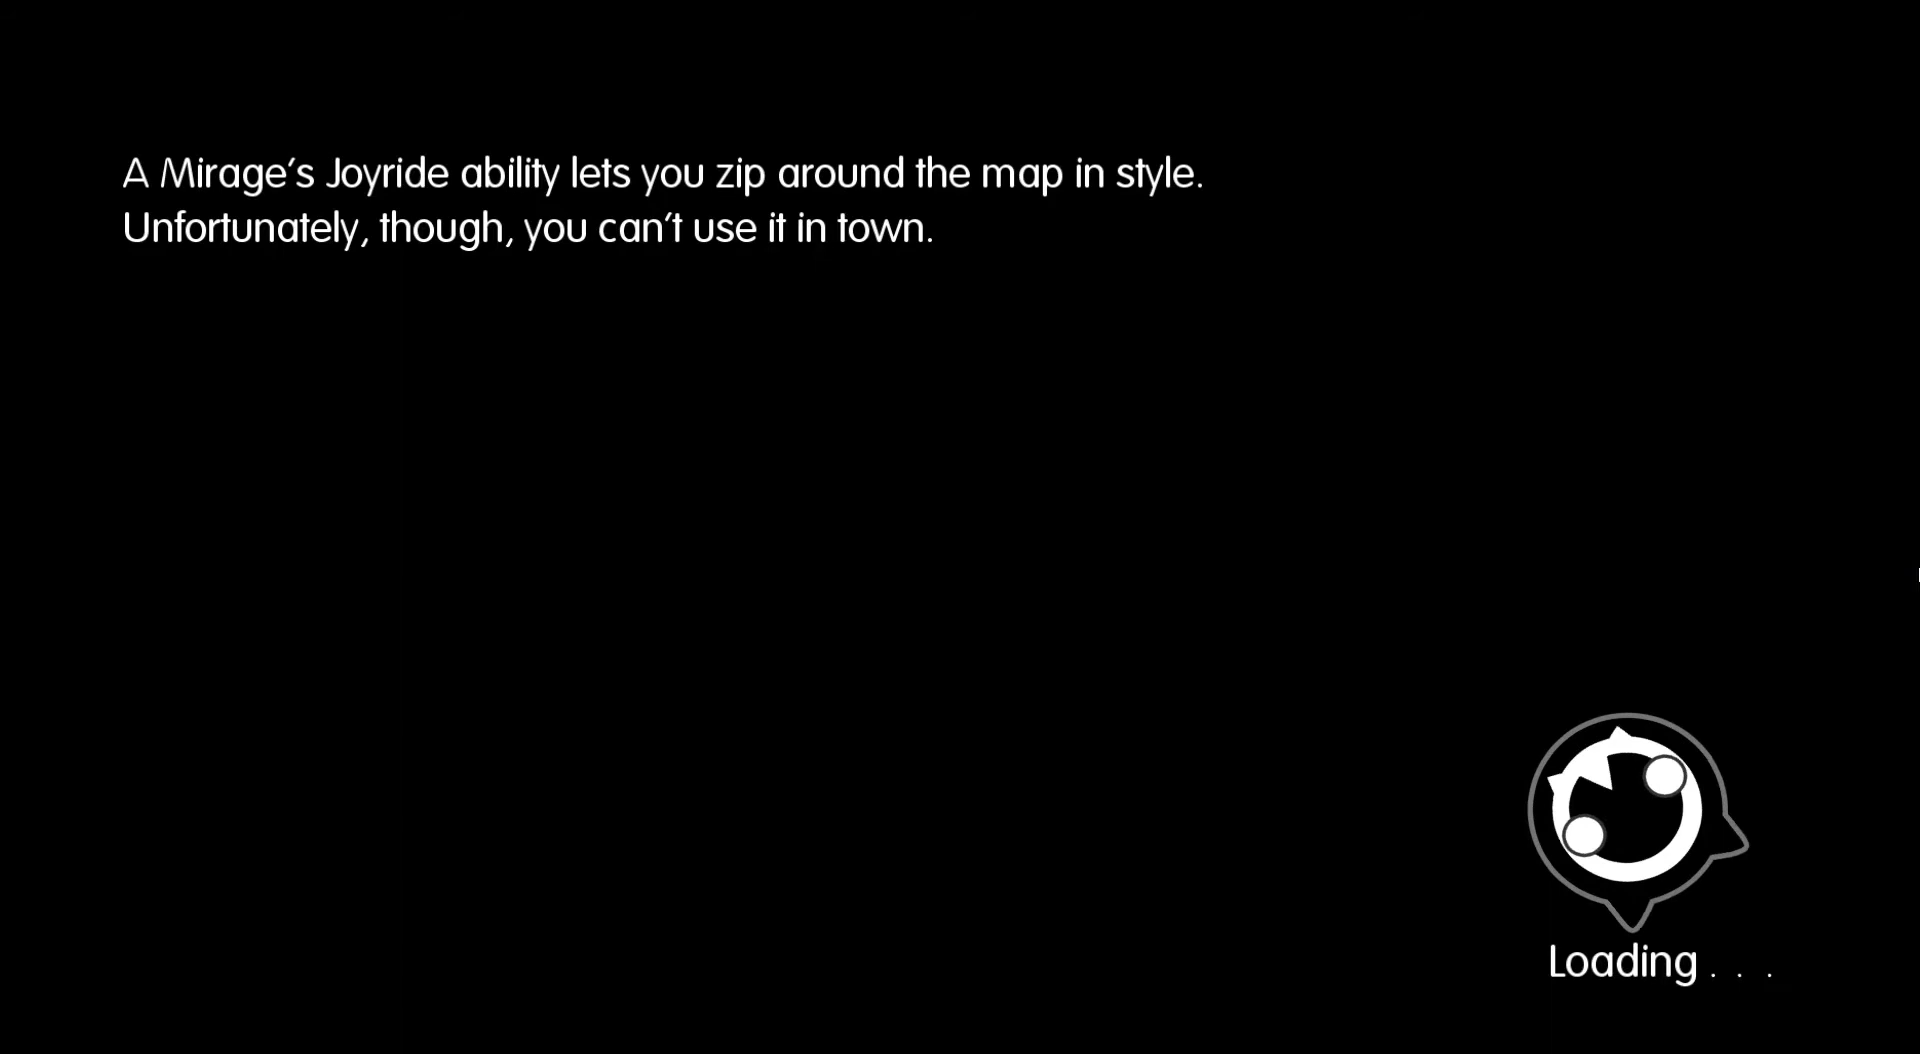 A Mirage's Joyride ability lets you zip around the map in style.
Unfortunately, though, you can't use it in town.
Loading . . .